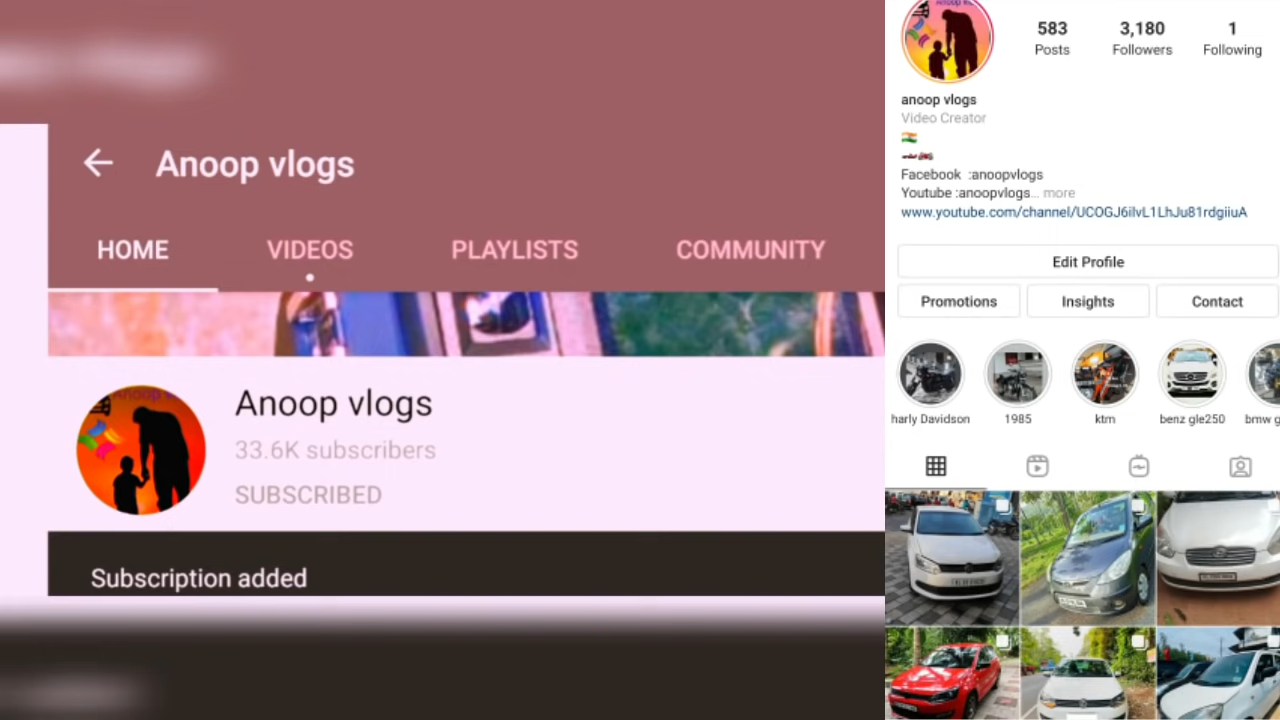 Anoop vlogs
HOME
VIDEOS
PLAYLISTS
COMMUNITY
Anoop vlogs
33.6K subscribers
SUBSCRIBED
Subscription added
583
Posts
3,180
Followers
1
Following
anoop vlogs
Video Creator
Facebook :anoopvlogs
Youtube :anoopvlogs... more
www.youtube.com/channel/UCOGJ6ilvL1LhJu81rdgiiuA
Edit Profile
Promotions
Insights
Contact
harly Davidson
1985
ktm
benz gle250
bmw g